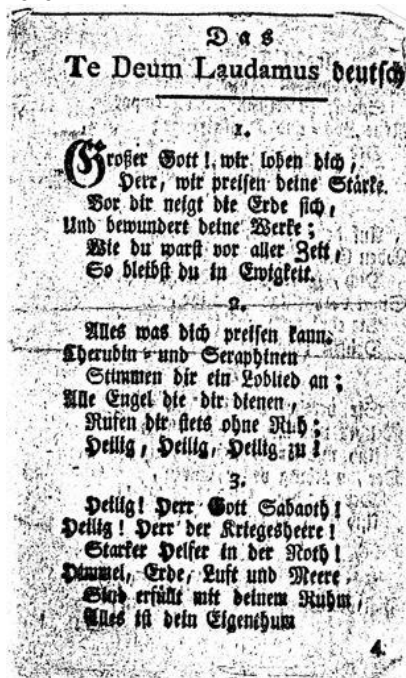 Das
Te Deum Laudamus deutsch
1.
Großer Gott! wir loben dich,
Herr, wir preisen deine Stärke.
Vor dir neigt die Erde sich,
Und bewundert deine Werke;
Wie du warst vor aller Zeit,
So bleibst du in Ewigkeit.
2.
Alles was dich preisen kann.
Cherubin- und Seraphinen
Stimmen dir ein Loblied an;
Alle Engel die dir dienen,
Rufen dir stets ohne Ruh;
Heilig, Heilig, Heilig zu!
3.
Heilig! Herr Gott Sabaoth!
Heilig! Herr der Kriegesheere!
Starker Helfer in der Noth!
Himmel, Erde, Luft und Meere,
Sind erfüllt mit deinem Ruhm,
Alles ist dein Eigenthum
4.